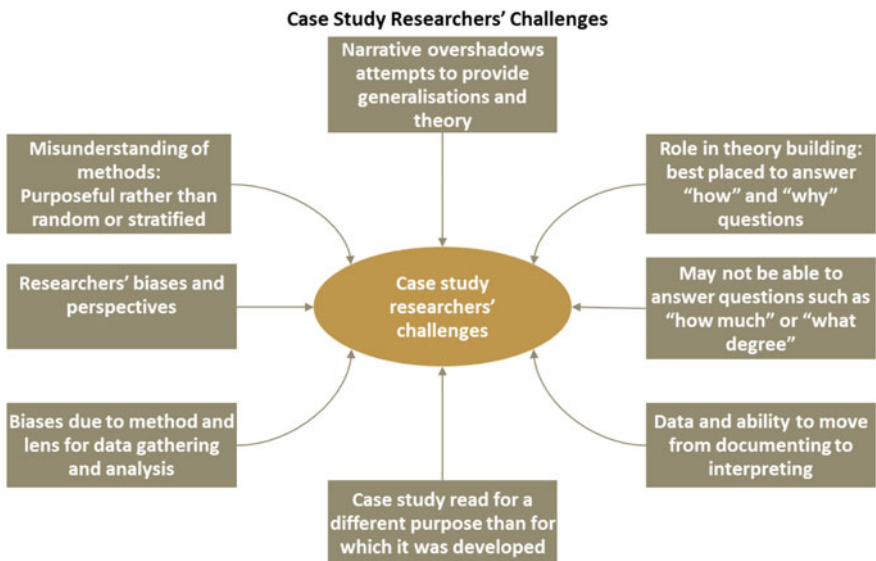 Case Study Researchers' Challenges
Narrative overshadows
attempts to provide
generalisations and
theory
Misunderstanding of
methods:
Purposeful rather than
random or stratified
Role in theory building:
best placed to answer
“how” and “why”
questions
Researchers’ biases and
perspectives
Case study
researchers’
challenges
May not be able to
answer questions such as
“how much” or “what
degree”
Biases due to method and
lens for data gathering
and analysis
Data and ability to move
from documenting to
interpreting
Case study read for a
different purpose than for
which it was developed